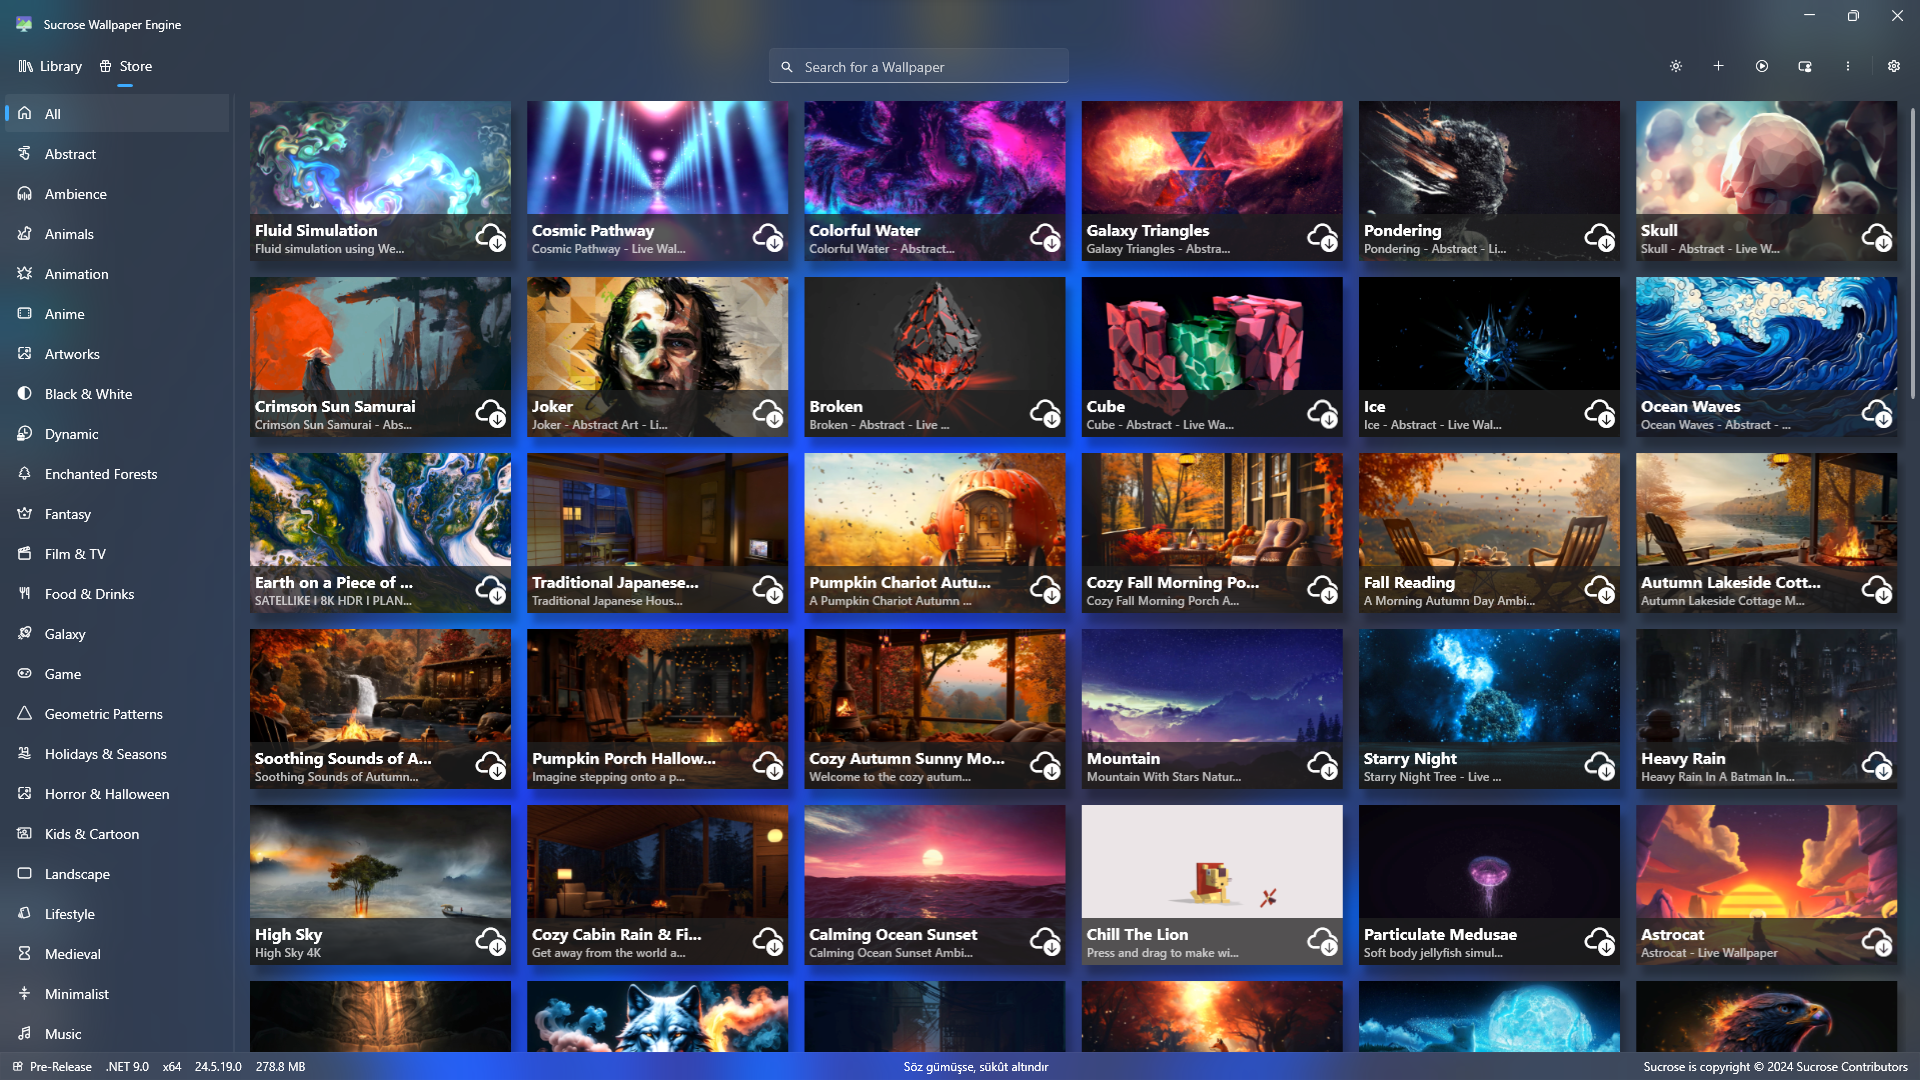 Sucrose Wallpaper Engine
Library
Store
Search for a Wallpaper
All
Abstract
Ambience
Animals
Animation
Anime
Artworks
Black & White
Dynamic
Enchanted Forests
Fantasy
Film & TV
Food & Drinks
Galaxy
Game
Geometric Patterns
Holidays & Seasons
Horror & Halloween
Kids & Cartoon
Landscape
Lifestyle
Medieval
Minimalist
Music
Fluid Simulation
Fluid simulation using We...
Cosmic Pathway
Cosmic Pathway - Live Wal...
Colorful Water
Colorful Water - Abstract...
Galaxy Triangles
Galaxy Triangles - Abstra...
Pondering
Pondering - Abstract - Li...
Skull
Skull - Abstract - Live W...
Crimson Sun Samurai
Crimson Sun Samurai - Abs...
Joker
Joker - Abstract Art - Li...
Broken
Broken - Abstract - Live ...
Cube
Cube - Abstract - Live Wa...
Ice
Ice - Abstract - Live Wal...
Ocean Waves
Ocean Waves - Abstract - ...
Earth on a Piece of ...
SATELLIKE I 8K HDR I PLAN...
Traditional Japanese...
Traditional Japanese Hous...
Pumpkin Chariot Autu...
A Pumpkin Chariot Autumn ...
Cozy Fall Morning Po...
Cozy Fall Morning Porch A...
Fall Reading
A Morning Autumn Day Ambi...
Autumn Lakeside Cott...
Autumn Lakeside Cottage M...
Soothing Sounds of A...
Soothing Sounds of Autumn...
Pumpkin Porch Hallow...
Imagine stepping onto a p...
Cozy Autumn Sunny Mo...
Welcome to the cozy autum...
Mountain
Mountain With Stars Natur...
Starry Night
Starry Night Tree - Live ...
Heavy Rain
Heavy Rain In A Batman In...
High Sky
High Sky 4K
Cozy Cabin Rain & Fi...
Get away from the world a...
Calming Ocean Sunset
Calming Ocean Sunset Ambi...
Chill The Lion
Press and drag to make wi...
Particulate Medusae
Soft body jellyfish simul...
Astrocat
Astrocat - Live Wallpaper
Pre-Release .NET 9.0 x64 24.5.19.0 278.8 MB
Söz gümüşse, sükût altındır
Sucrose is copyright © 2024 Sucrose Contributors